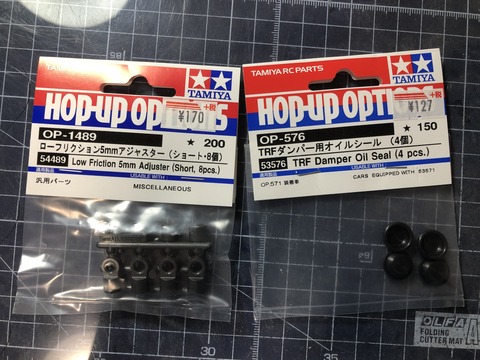 TAMIYA
HOP-UP OPTIONS
+税
¥170
OP-1489
★ 200
ローフリクション5mmアジャスター（ショート・8個）
54489 Low Friction 5mm Adjuster (Short, 8pcs.)
USABLE WITH
汎用パーツ
MISCELLANEOUS
TAMIYA RC PARTS
TAMIYA
HOP-UP OPTION
+税
¥127
OP-576
★ 150
TRFダンパー用オイルシール （4個）
53576 TRF Damper Oil Seal (4 pcs.)
USABLE WITH
OP.571 装着車
CARS EQUIPPED WITH 53571
OLFA
FOLDING
CUTTER MAT
30
35